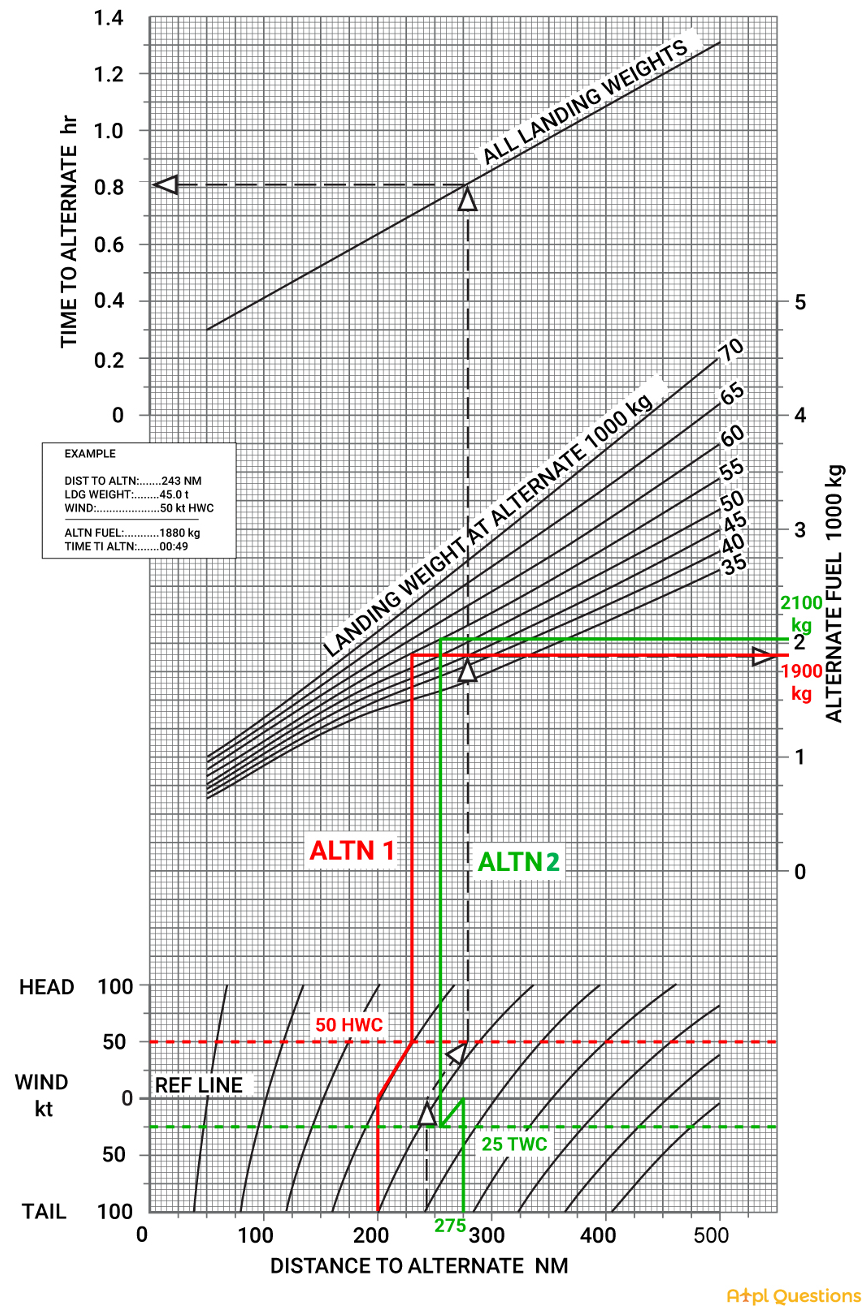 1.4
1.2
1.0
0.8
0.6
0.4
0.2
0
TIME TO ALTERNATE hr
ALL LANDING WEIGHTS
5
4
3
2
1
0
ALTERNATE FUEL 1000 kg
LANDING WEIGHT AT ALTERNATE 1000 kg
70
65
60
55
50
45
40
35
EXAMPLE
DIST TO ALTN:.......243 NM
LDG WEIGHT:........45.0 t
WIND:.....................50 kt HWC
ALTN FUEL:...........1880 kg
TIME TI ALTN:.......00:49
2100
kg
1900
kg
ALTN 1
ALTN 2
HEAD 100
50
WIND
kt
0
50
TAIL 100
50 HWC
REF LINE
25 TWC
275
0 100 200 300 400 500
DISTANCE TO ALTERNATE NM
Atpl Questions